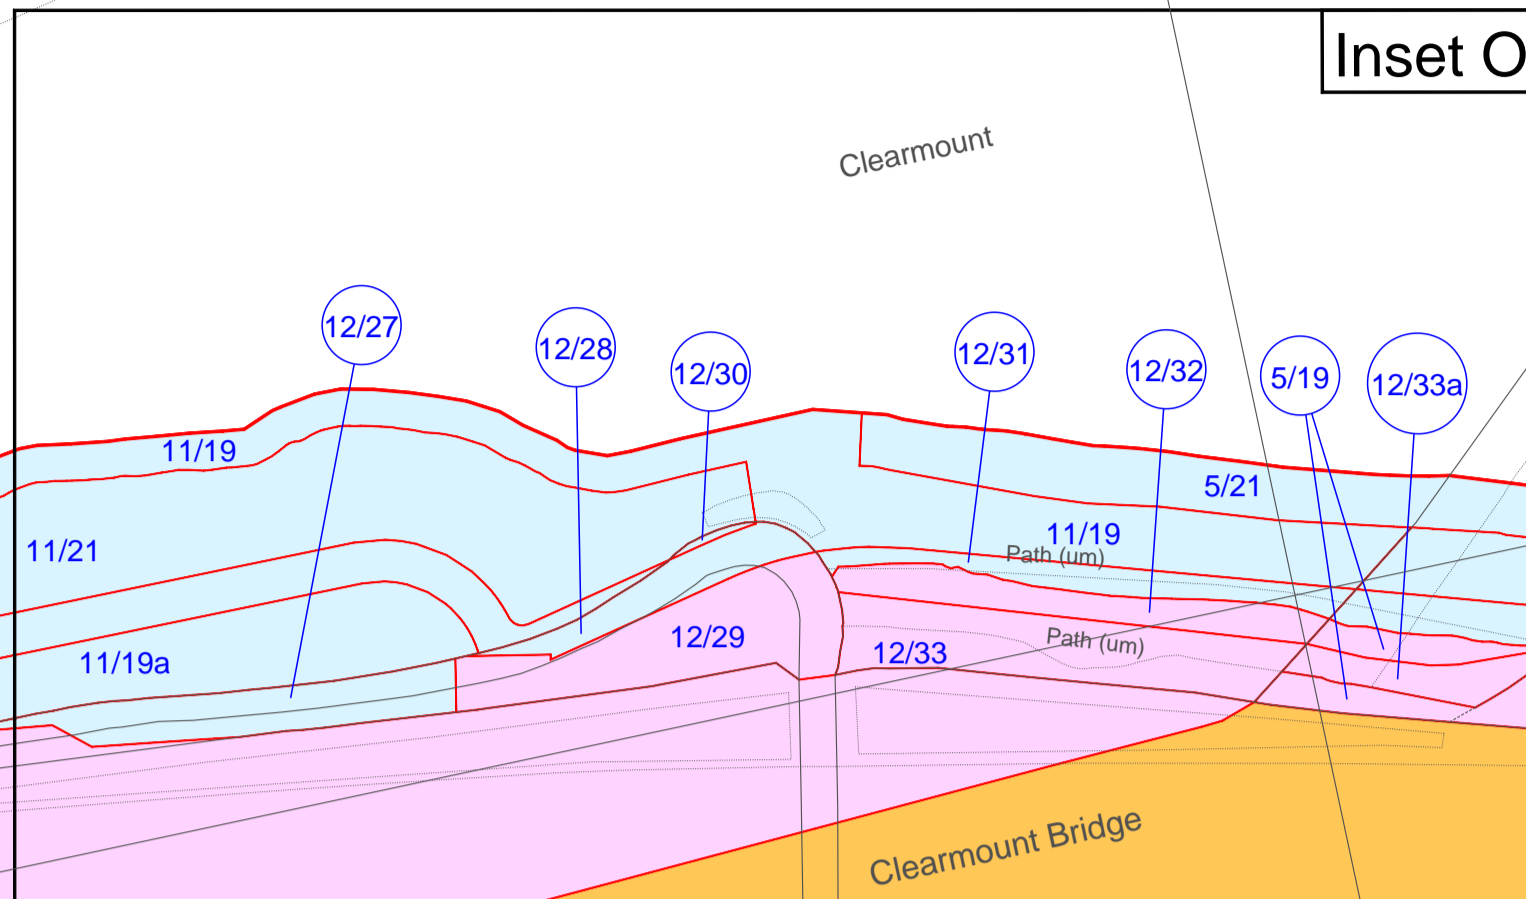 Inset O
Clearmount
12/27
12/28
12/30
12/31
12/32
5/19
12/33a
11/19
5/21
11/19
11/21
Path (um)
Path (um)
12/29
12/33
11/19a
Clearmount Bridge